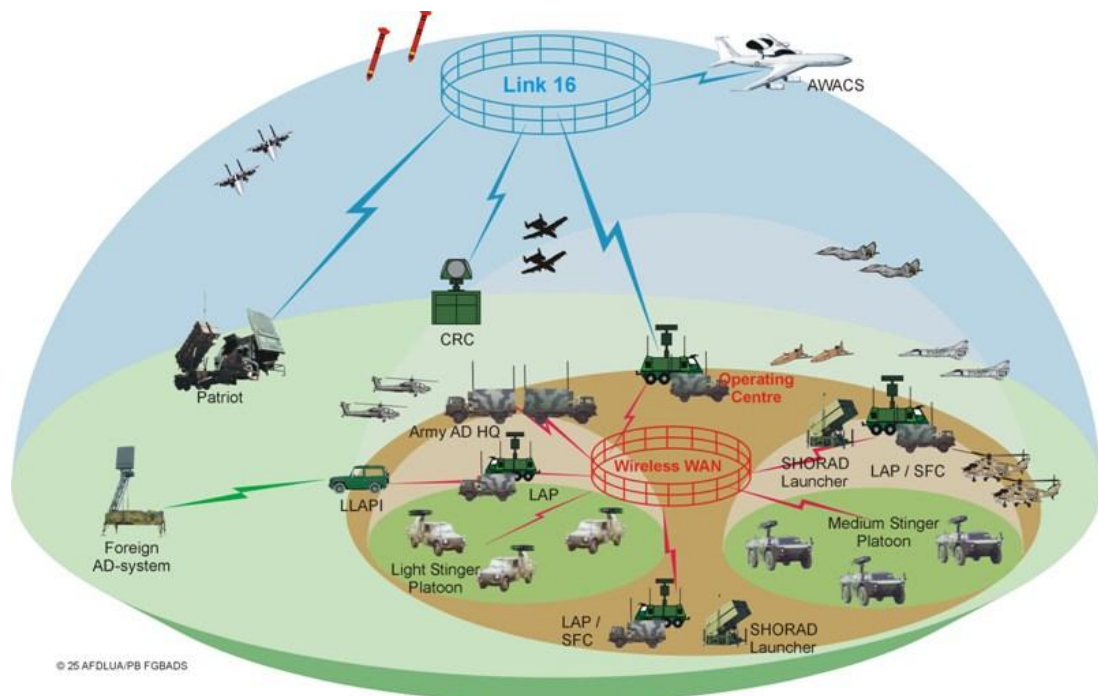 Link 16
AWACS
CRC
Patriot
Operating
Centre
Army AD HQ
Wireless WAN
SHORAD
Launcher
LAP / SFC
LAP
LLAPI
Foreign
AD-system
Light Stinger
Platoon
Medium Stinger
Platoon
LAP /
SFC
SHORAD
Launcher
© 25 AFDLUA/PB FGBADS